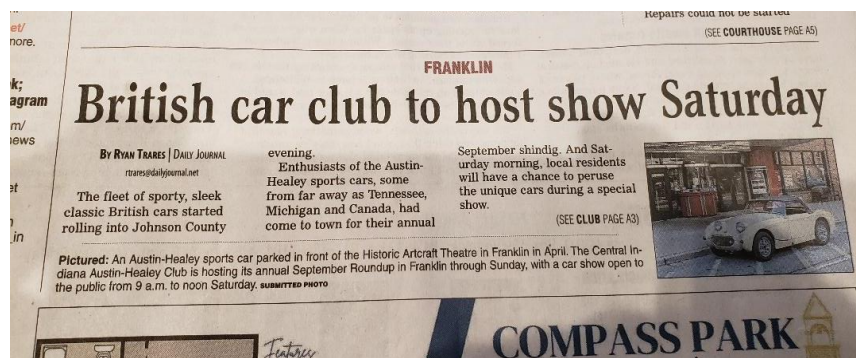 et/
more.
k;
agram
m/
news
et
in
Repairs could not be started
(SEE COURTHOUSE PAGE A5)
FRANKLIN
British car club to host show Saturday
BY RYAN TRARES | DAILY JOURNAL
rtrares@dailyjournal.net
The fleet of sporty, sleek
classic British cars started
rolling into Johnson County
evening.
Enthusiasts of the Austin-
Healey sports cars, some
from far away as Tennessee,
Michigan and Canada, had
come to town for their annual
September shindig. And Sat-
urday morning, local residents
will have a chance to peruse
the unique cars during a special
show.
(SEE CLUB PAGE A3)
Pictured: An Austin-Healey sports car parked in front of the Historic Artcraft Theatre in Franklin in April. The Central In-
diana Austin-Healey Club is hosting its annual September Roundup in Franklin through Sunday, with a car show open to
the public from 9 a.m. to noon Saturday. SUBMITTED PHOTO
Features
COMPASS PARK